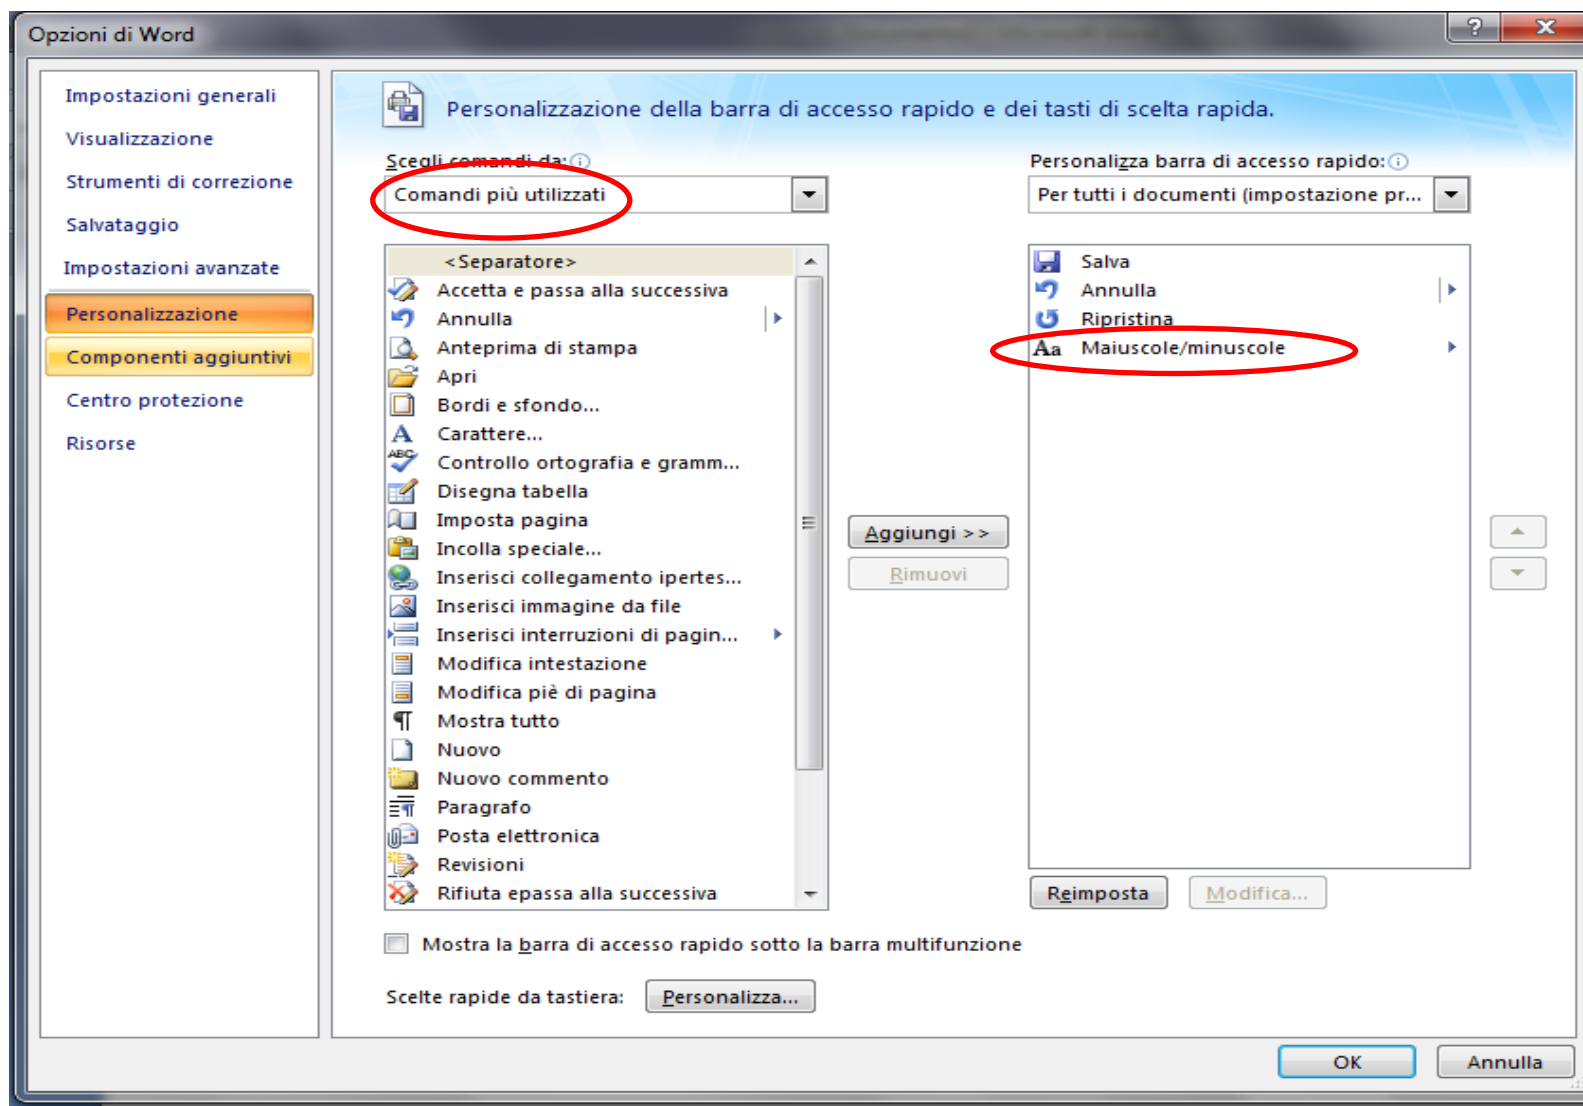 Opzioni di Word
?
X
Impostazioni generali
Visualizzazione
Strumenti di correzione
Salvataggio
Impostazioni avanzate
Personalizzazione
Componenti aggiuntivi
Centro protezione
Risorse
Personalizzazione della barra di accesso rapido e dei tasti di scelta rapida.
Scegli comandi da:
Comandi più utilizzati
<Separatore>
Accetta e passa alla successiva
Annulla
Anteprima di stampa
Apri
Bordi e sfondo...
Carattere...
Controllo ortografia e gramm...
Disegna tabella
Imposta pagina
Incolla speciale...
Inserisci collegamento ipertes...
Inserisci immagine da file
Inserisci interruzioni di pagin...
Modifica intestazione
Modifica piè di pagina
Mostra tutto
Nuovo
Nuovo commento
Paragrafo
Posta elettronica
Revisioni
Rifiuta epassa alla successiva
Aggiungi >>
Rimuovi
Personalizza barra di accesso rapido:
Per tutti i documenti (impostazione pr...
Salva
Annulla
Ripristina
Aa Maiuscole/minuscole
Reimposta
Modifica...
Mostra la barra di accesso rapido sotto la barra multifunzione
Scelte rapide da tastiera:
Personalizza...
OK
Annulla